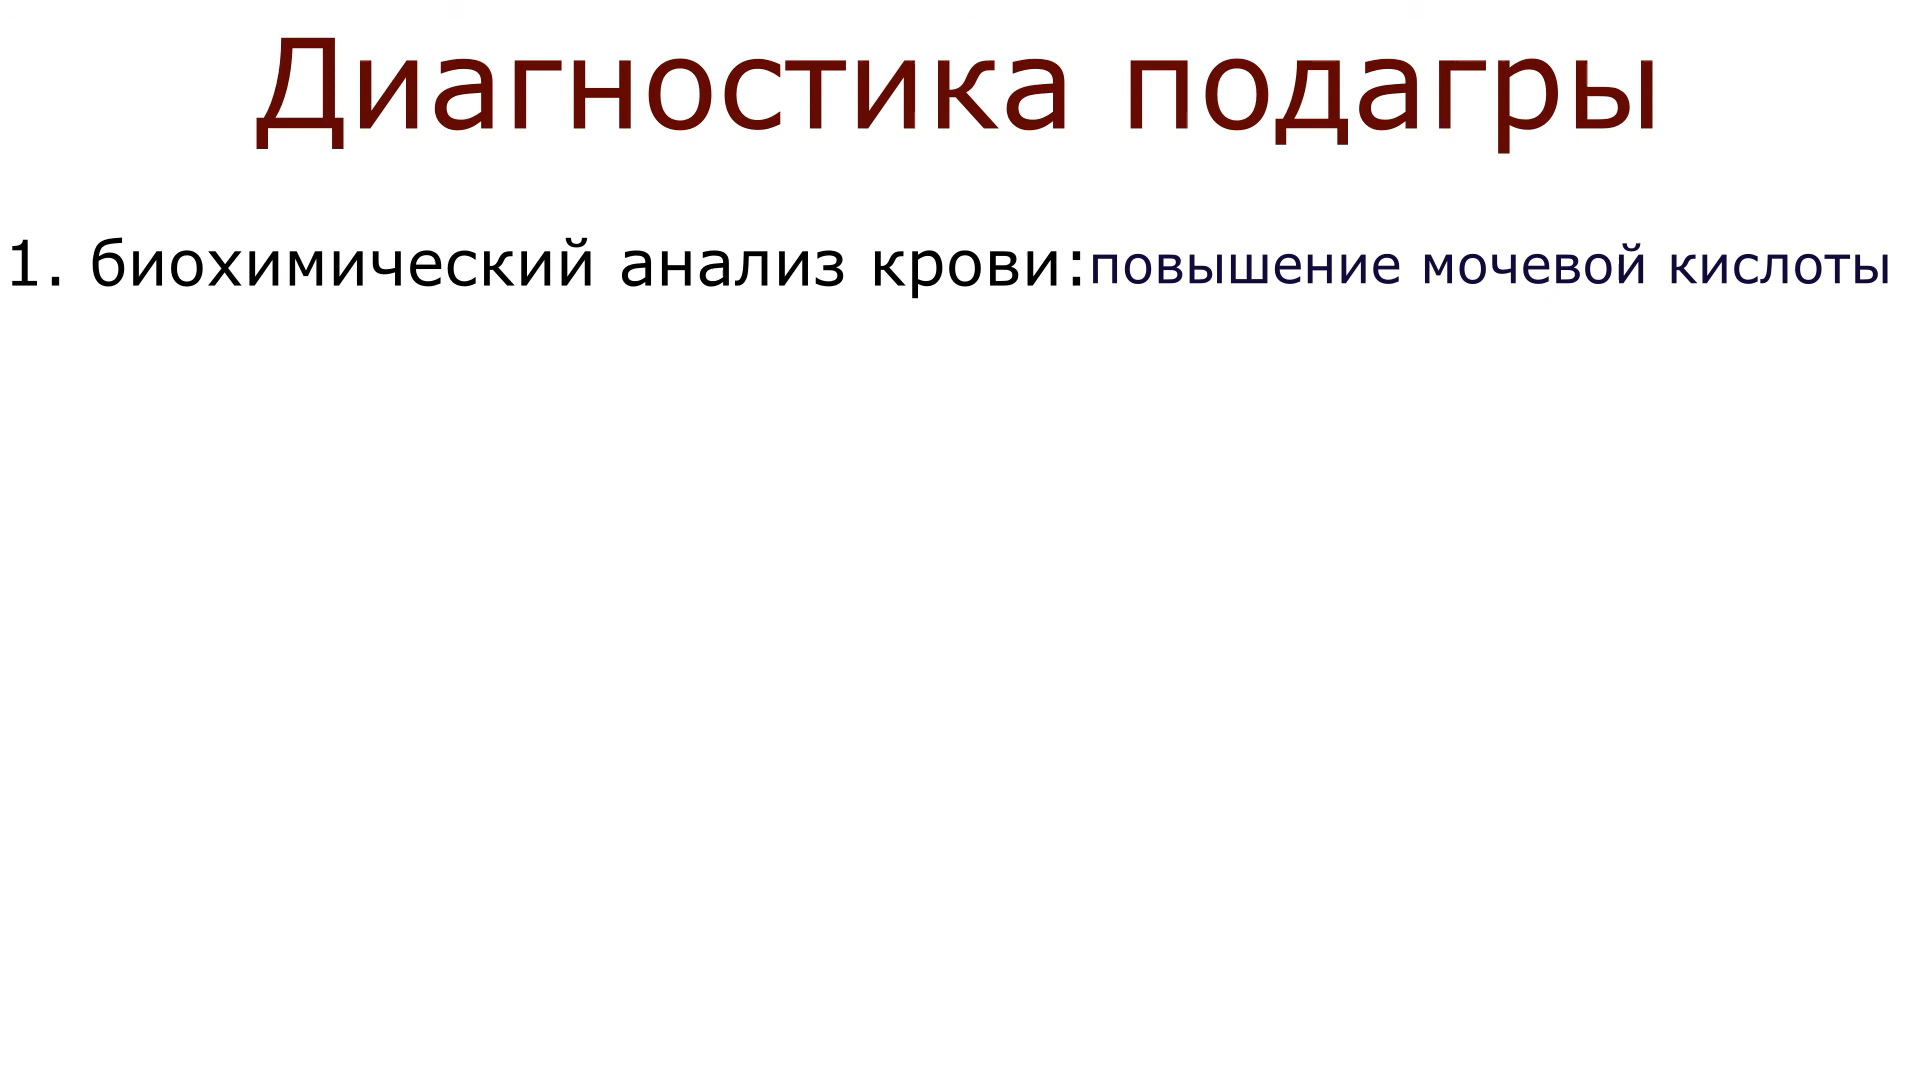 Диагностика подагры
1. биохимический анализ крови:повышение мочевой кислоты